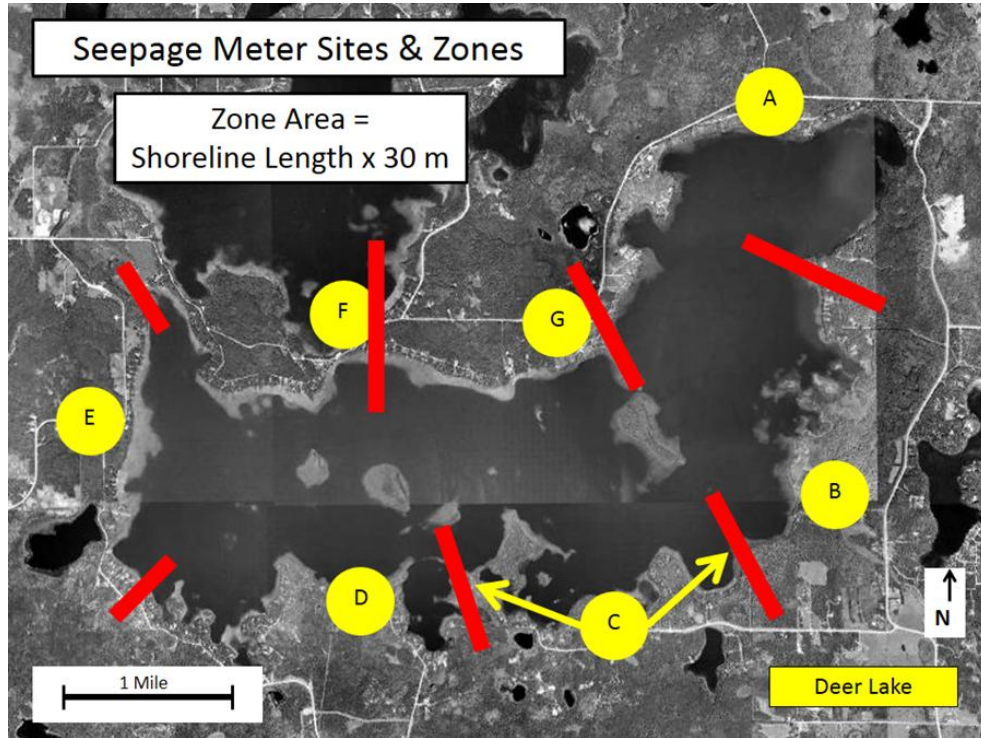 Seepage Meter Sites & Zones
Zone Area =
Shoreline Length x 30 m
A
F
G
E
B
D
C
N
1 Mile
Deer Lake